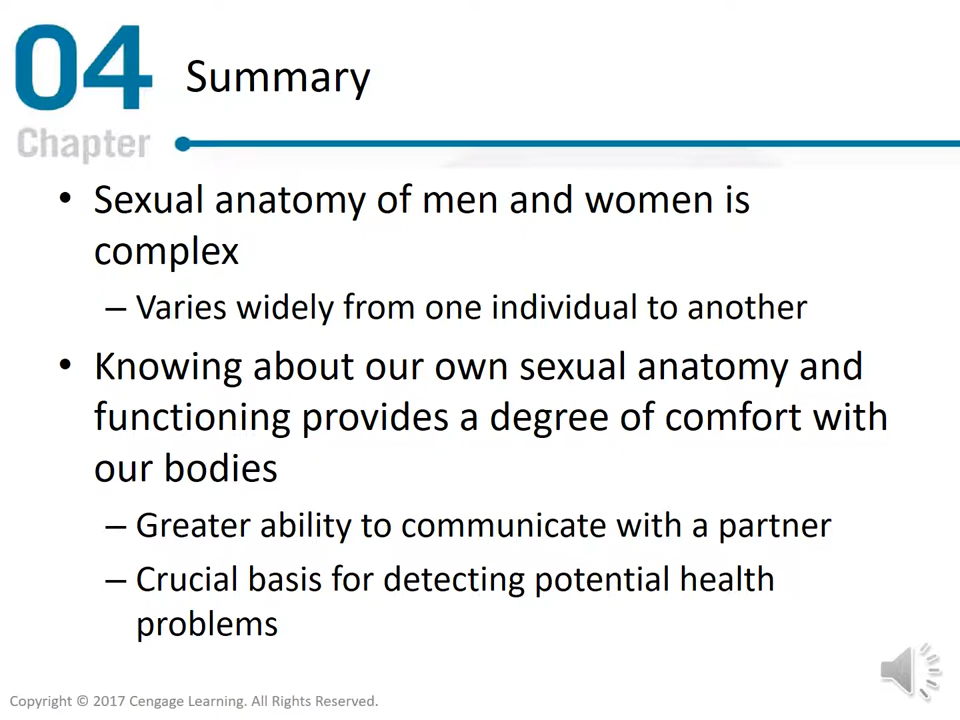 04
Chapter
Summary
• Sexual anatomy of men and women is
complex
– Varies widely from one individual to another
• Knowing about our own sexual anatomy and
functioning provides a degree of comfort with
our bodies
– Greater ability to communicate with a partner
– Crucial basis for detecting potential health
problems
Copyright © 2017 Cengage Learning. All Rights Reserved.